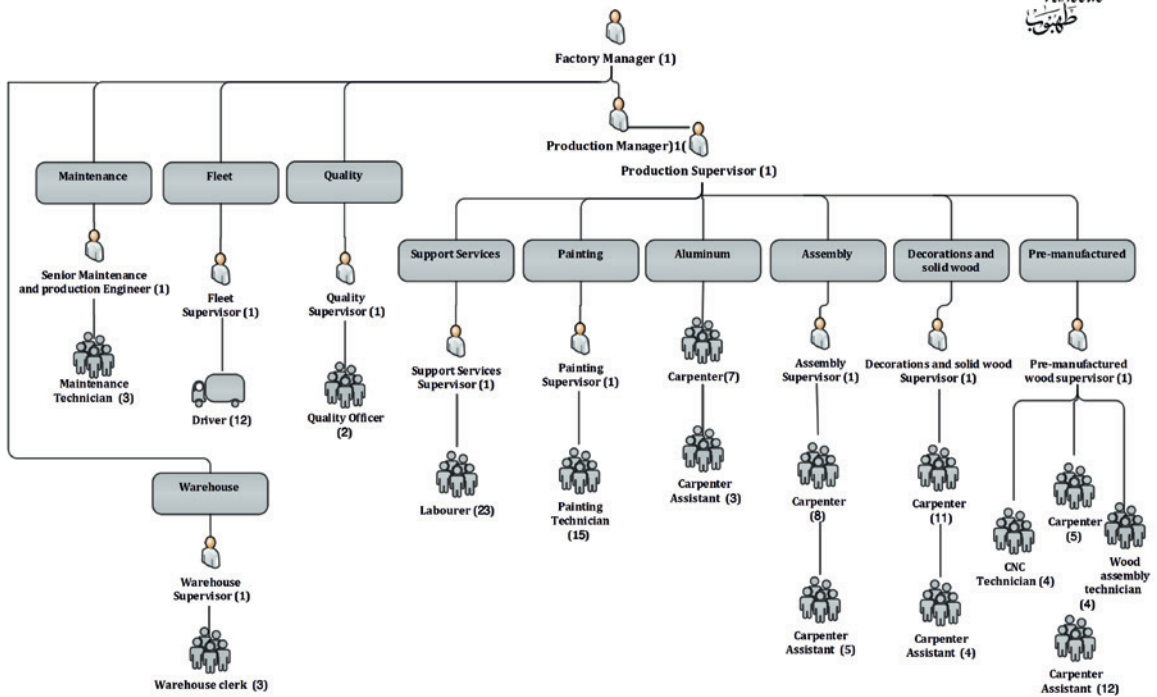 طهبوب
Factory Manager (1)
Production Manager)1(
Production Supervisor (1)
Maintenance
Fleet
Quality
Senior Maintenance
and production Engineer (1)
Fleet
Supervisor (1)
Quality
Supervisor (1)
Maintenance
Technician (3)
Driver (12)
Quality Officer
(2)
Warehouse
Warehouse
Supervisor (1)
Warehouse clerk (3)
Support Services
Painting
Aluminum
Assembly
Decorations and
solid wood
Pre-manufactured
Support Services
Supervisor (1)
Painting
Supervisor (1)
Carpenter(7)
Assembly
Supervisor (1)
Decorations and solid wood
Supervisor (1)
Pre-manufactured
wood supervisor (1)
Labourer (23)
Painting
Technician
(15)
Carpenter
Assistant (3)
Carpenter
(8)
Carpenter
(11)
CNC
Technician (4)
Carpenter
(5)
Wood
assembly
technician
(4)
Carpenter
Assistant (5)
Carpenter
Assistant (4)
Carpenter
Assistant (12)